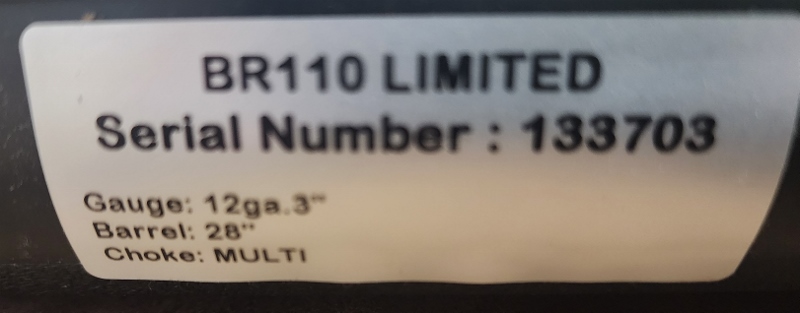 BR110 LIMITED
Serial Number : 133703
Gauge: 12ga.3"
Barrel: 28"
Choke: MULTI